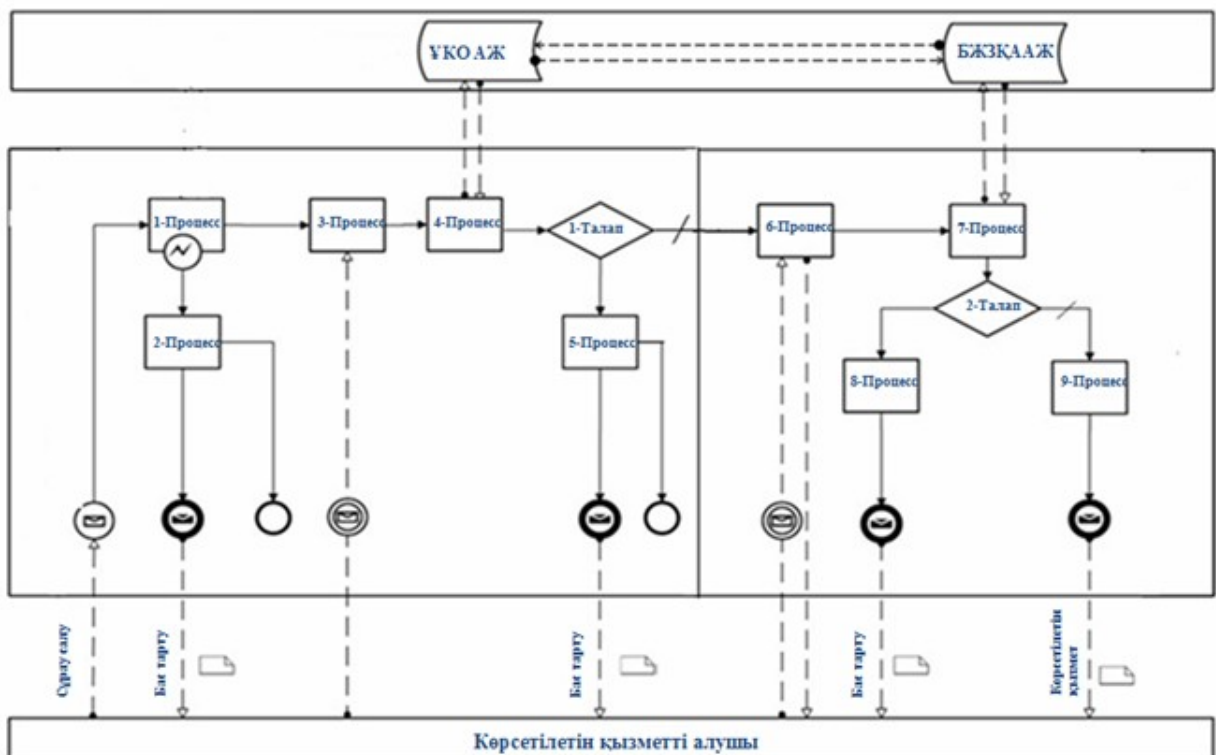 ҰКО АЖ
БЖЗҚААЖ
1-Процесс
3-Процесс
4-Процесс
1-Талап
6-Процесс
7-Процесс
2-Процесс
5-Процесс
2-Талап
8-Процесс
9-Процесс
Сұрау салу
Бас тарту
Бас тарту
Бас тарту
Көрсетілетін
қызмет
Көрсетілетін қызметті алушы